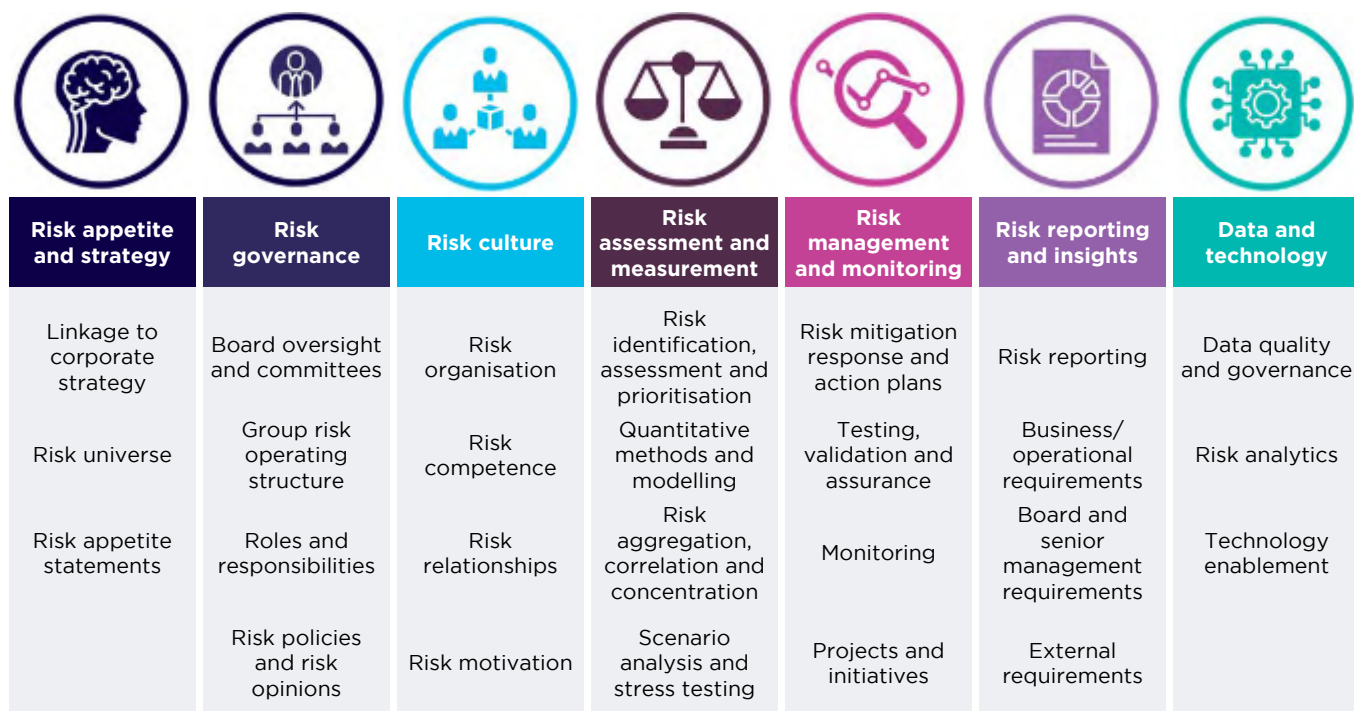 Risk appetite
and strategy
Linkage to
corporate
strategy
Risk universe
Risk appetite
statements
Risk
governance
Board oversight
and committees
Group risk
operating
structure
Roles and
responsibilities
Risk policies
and risk
opinions
Risk culture
Risk
organisation
Risk
competence
Risk
relationships
Risk motivation
Risk
assessment and
measurement
Risk
identification,
assessment and
prioritisation
Quantitative
methods and
modelling
Risk
aggregation,
correlation and
concentration
Scenario
analysis and
stress testing
Risk
management
and monitoring
Risk mitigation
response and
action plans
Testing,
validation and
assurance
Monitoring
Projects and
initiatives
Risk reporting
and insights
Risk reporting
Business/
operational
requirements
Board and
senior
management
requirements
External
requirements
Data and
technology
Data quality
and governance
Risk analytics
Technology
enablement